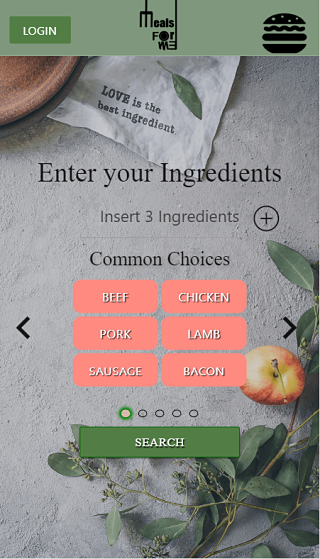 LOGIN
meals
FOR
ME
LOVE is the
best ingredient
Enter your Ingredients
Insert 3 Ingredients
Common Choices
BEEF CHICKEN
PORK LAMB
SAUSAGE BACON
SEARCH